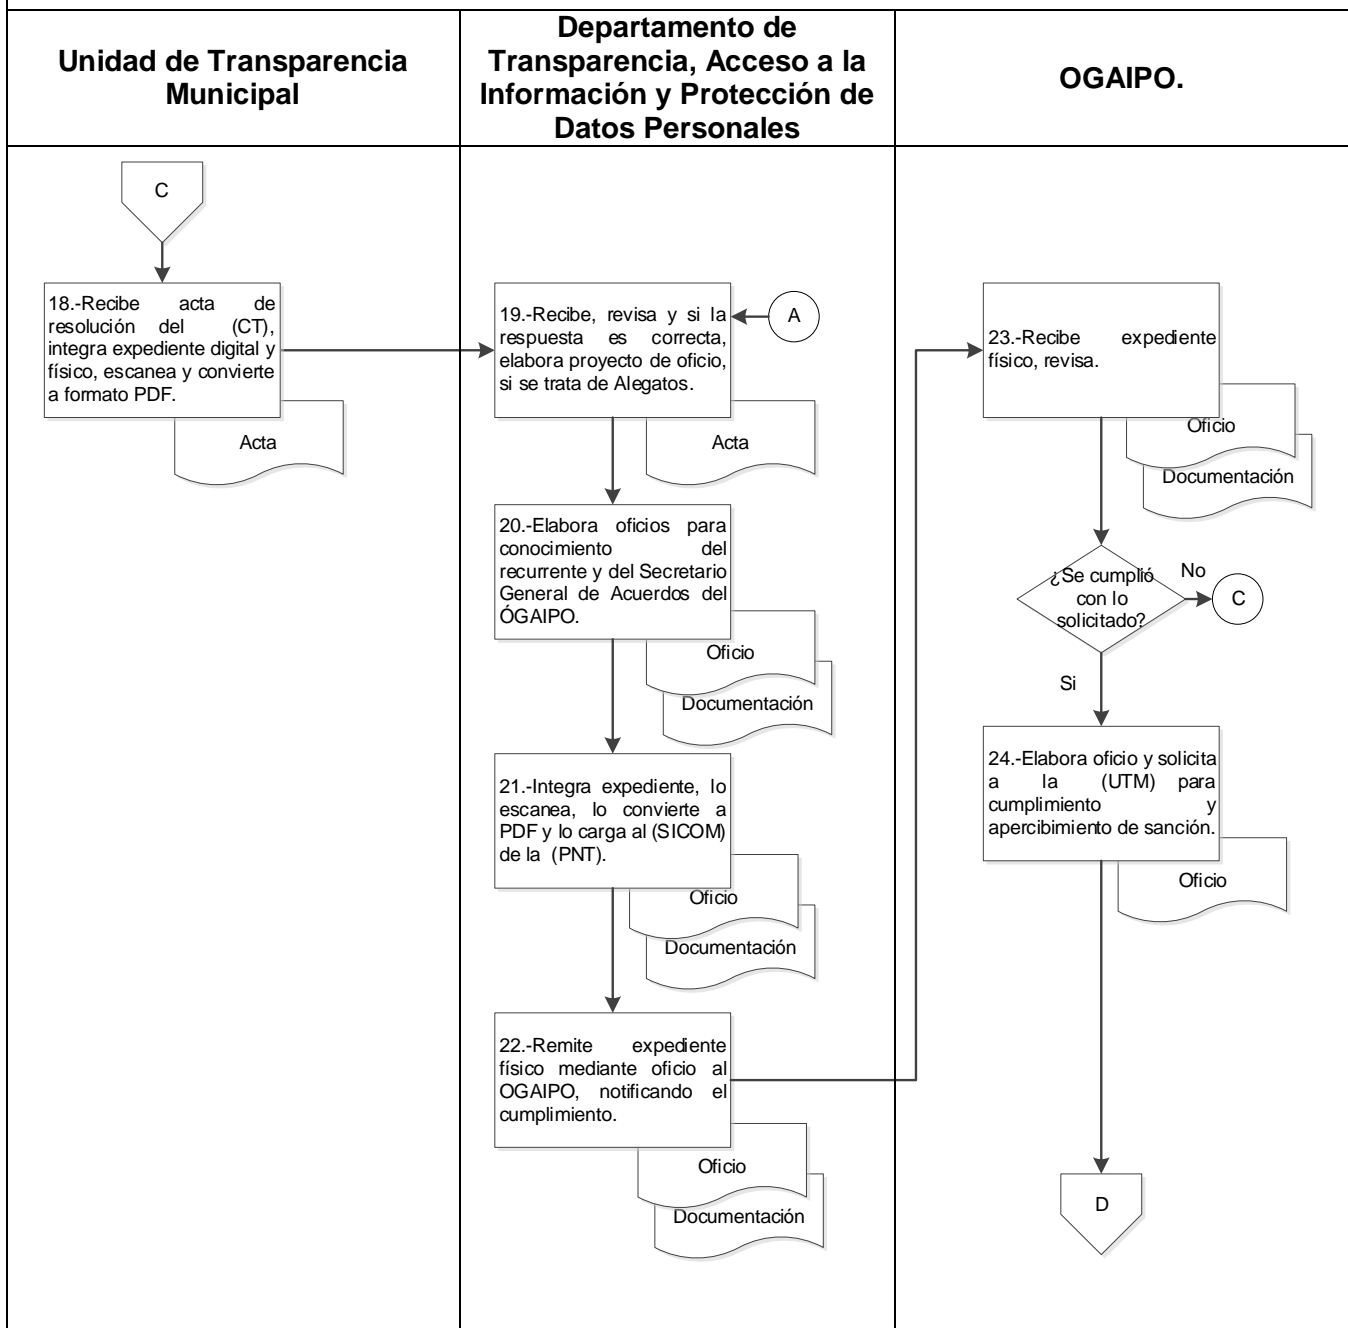 Unidad de Transparencia
Municipal
Departamento de
Transparencia, Acceso a la
Información y Protección de
Datos Personales
OGAIPO.
C
18.-Recibe acta de
resolución del (CT),
integra expediente digital y
físico, escanea y convierte
a formato PDF.
Acta
19.-Recibe, revisa y si la
respuesta es correcta,
elabora proyecto de oficio,
si se trata de Alegatos.
A
Acta
20.-Elabora oficios para
conocimiento del
recurrente y del Secretario
General de Acuerdos del
ÓGAIPO.
Oficio
Documentación
21.-Integra expediente, lo
escanea, lo convierte a
PDF y lo carga al (SICOM)
de la (PNT).
Oficio
Documentación
22.-Remite expediente
físico mediante oficio al
OGAIPO, notificando el
cumplimiento.
Oficio
Documentación
23.-Recibe expediente
físico, revisa.
Oficio
Documentación
¿Se cumplió
con lo
solicitado?
No
C
Si
24.-Elabora oficio y solicita
a la (UTM) para
cumplimiento y
apercibimiento de sanción.
Oficio
D